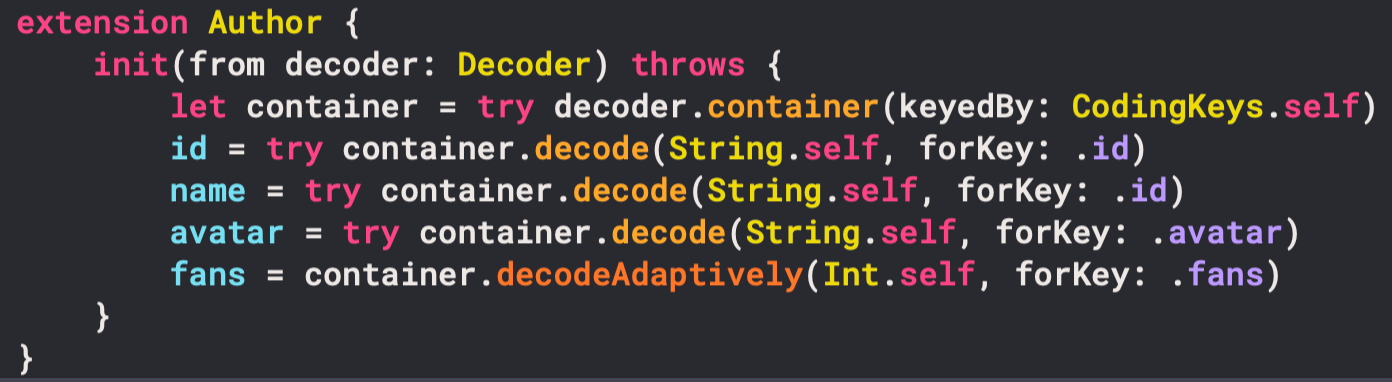 extension Author {
    init(from decoder: Decoder) throws {
        let container = try decoder.container(keyedBy: CodingKeys.self)
        id = try container.decode(String.self, forKey: .id)
        name = try container.decode(String.self, forKey: .id)
        avatar = try container.decode(String.self, forKey: .avatar)
        fans = container.decodeAdaptively(Int.self, forKey: .fans)
    }
}